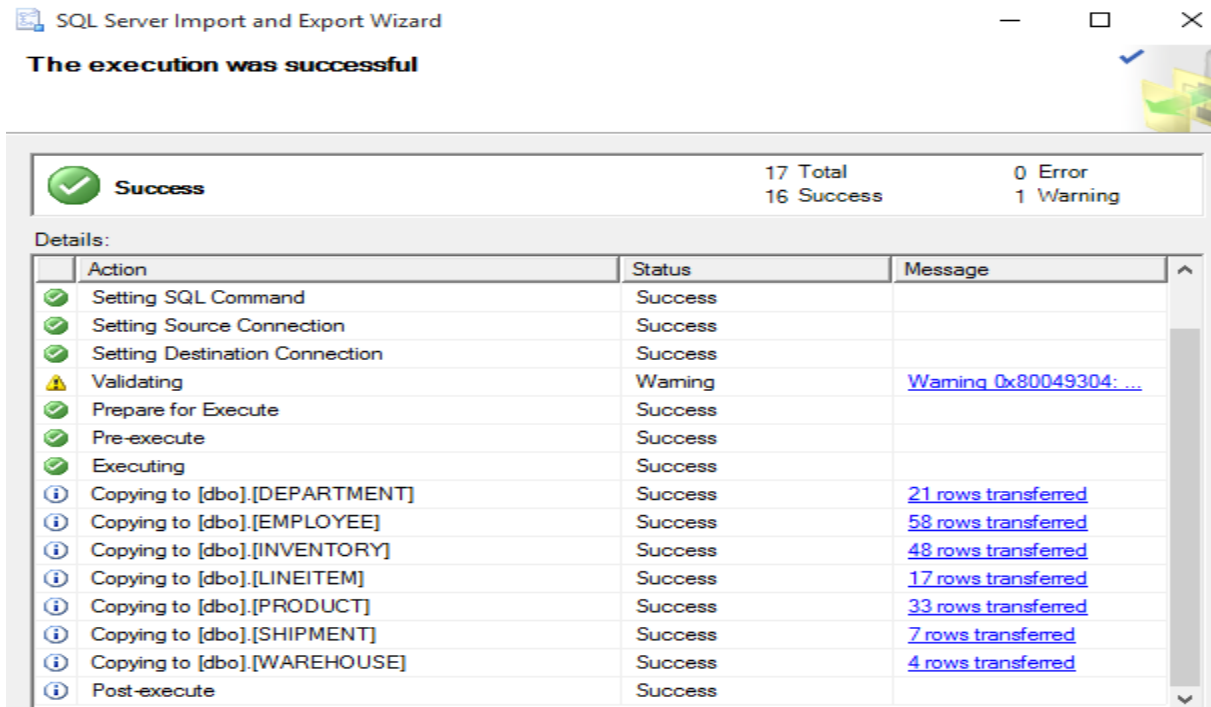 SQL Server Import and Export Wizard
The execution was successful
Success
17 Total 0 Error
16 Success 1 Warning
Details:
Action Status Message
Setting SQL Command Success
Setting Source Connection Success
Setting Destination Connection Success
Validating Warning Warning 0x80049304: ...
Prepare for Execute Success
Pre-execute Success
Executing Success
Copying to [dbo].[DEPARTMENT] Success 21 rows transferred
Copying to [dbo].[EMPLOYEE] Success 58 rows transferred
Copying to [dbo].[INVENTORY] Success 48 rows transferred
Copying to [dbo].[LINEITEM] Success 17 rows transferred
Copying to [dbo].[PRODUCT] Success 33 rows transferred
Copying to [dbo].[SHIPMENT] Success 7 rows transferred
Copying to [dbo].[WAREHOUSE] Success 4 rows transferred
Post-execute Success